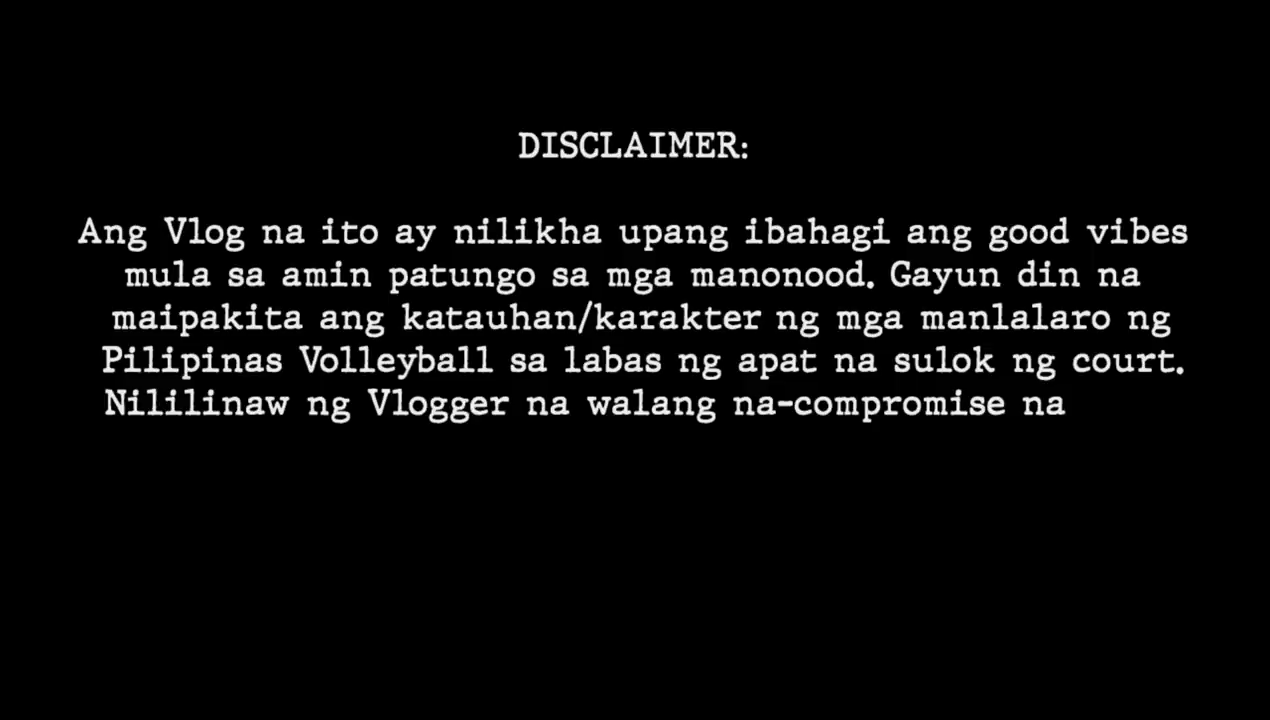 DISCLAIMER:
Ang Vlog na ito ay nilikha upang ibahagi ang good vibes
mula sa amin patungo sa mga manonood. Gayun din na
maipakita ang katauhan/karakter ng mga manlalaro ng
Pilipinas Volleyball sa labas ng apat na sulok ng court.
Nililinaw ng Vlogger na walang na-compromise na